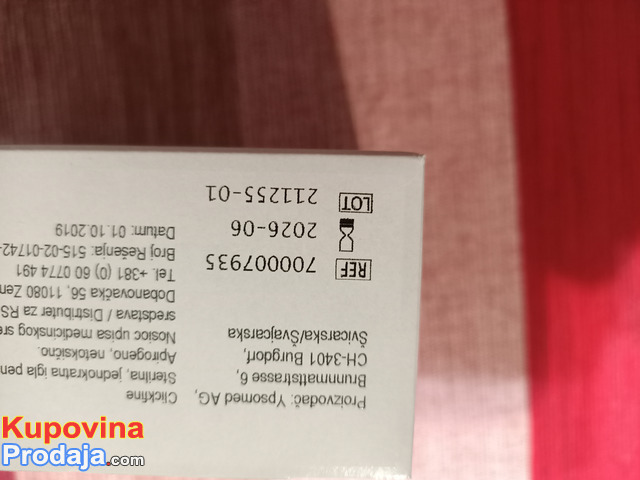 Clickfine
Sterilna, jednokratna igla
Apirogeno, netoksično.
Nosioc upisa medicinskog
sredstava / Distributer za RS
Dobanovačka 56, 11080
Tel. +381 (0) 60 0774 491
Broj Rešenja: 515-02-01742-
Datum: 01.10.2019
Proizvođač: Ypsomed AG,
Brunnmattstrasse 6,
CH-3401 Burgdorf,
Švicarska/Švajcarska
REF 700007935
2026-06
LOT 211255-01
Kupovina
Prodaja.com